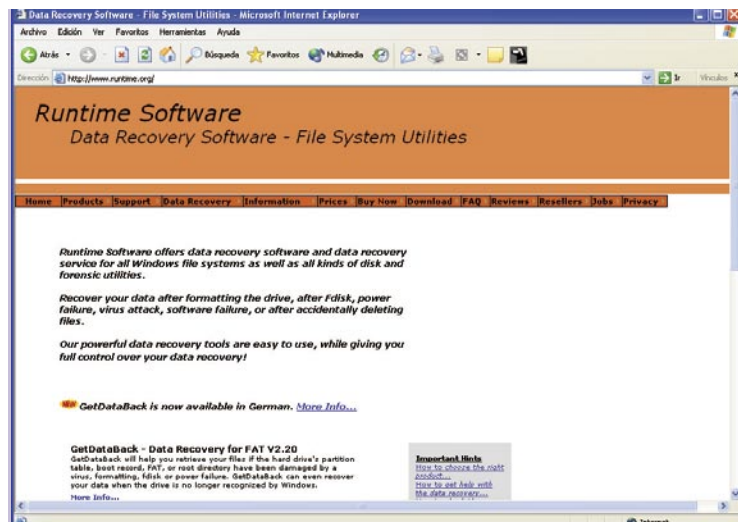 Data Recovery Software - File System Utilities - Microsoft Internet Explorer
Archivo Edición Ver Favoritos Herramientas Ayuda
Atrás Búsqueda Favoritos Multimedia
Dirección http://www.runtime.org/ Ir Vínculos
Runtime Software
Data Recovery Software - File System Utilities
Home Products Support Data Recovery Information Prices Buy Now Download FAQ Reviews Resellers Jobs Privacy
Runtime Software offers data recovery software and data recovery
service for all Windows file systems as well as all kinds of disk and
forensic utilities.
Recover your data after formatting the drive, after Fdisk, power
failure, virus attack, software failure, or after accidentally deleting
files.
Our powerful data recovery tools are easy to use, while giving you
full control over your data recovery!
NEW GetDataBack is now available in German. More Info...
GetDataBack - Data Recovery for FAT V2.20
GetDataBack will help you retrieve your files if the hard drive's partition
table, boot record, FAT, or root directory have been damaged by a
virus, formatting, fdisk or power failure. GetDataBack can even recover
your data when the drive is no longer recognized by Windows.
More Info...
Important Hints
How to choose the right
product...
How to get help with
the data recovery...
Internet